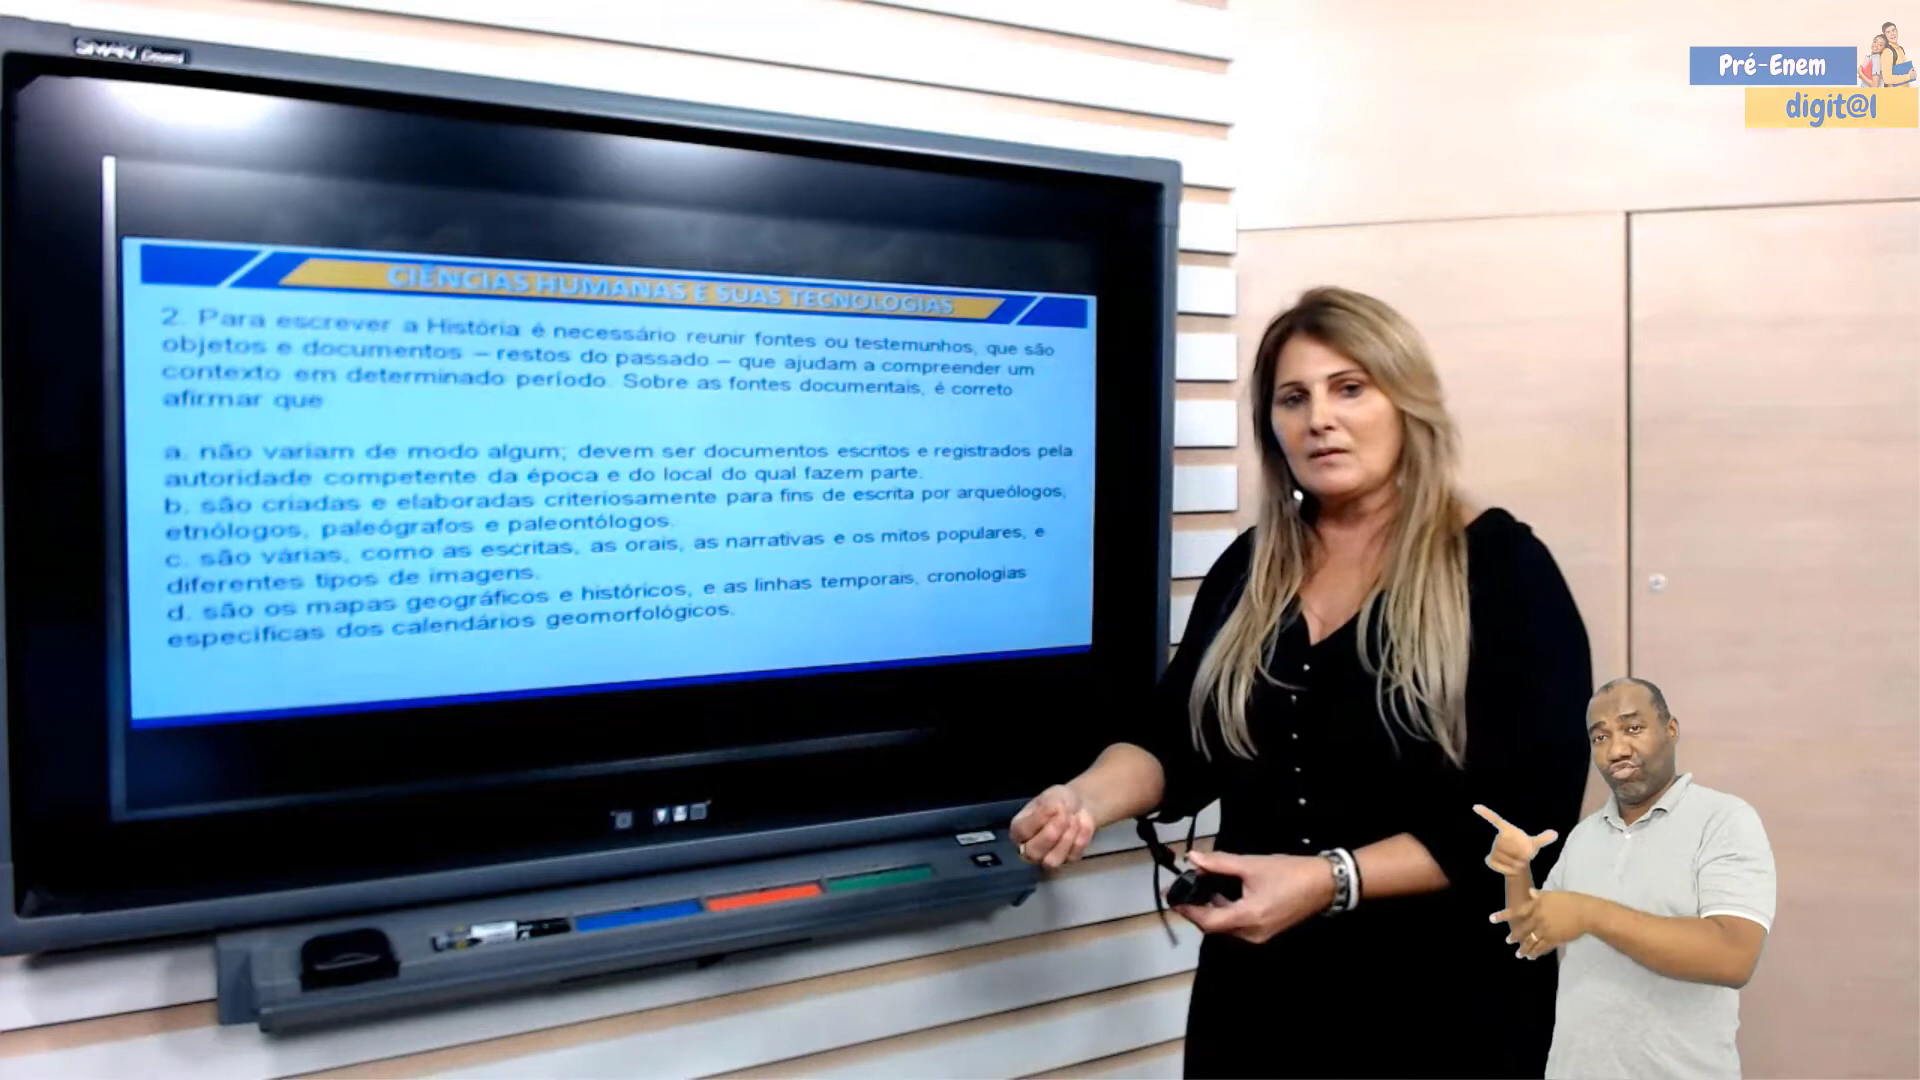 SMART Board
Pré-Enem
digit@l
CIÊNCIAS HUMANAS E SUAS TECNOLOGIAS
2. Para escrever a História é necessário reunir fontes ou testemunhos, que são
objetos e documentos – restos do passado – que ajudam a compreender um
contexto em determinado período. Sobre as fontes documentais, é correto
afirmar que
a. não variam de modo algum; devem ser documentos escritos e registrados pela
autoridade competente da época e do local do qual fazem parte.
b. são criadas e elaboradas criteriosamente para fins de escrita por arqueólogos,
etnólogos, paleógrafos e paleontólogos.
c. são várias, como as escritas, as orais, as narrativas e os mitos populares, e
diferentes tipos de imagens.
d. são os mapas geográficos e históricos, e as linhas temporais, cronologias
específicas dos calendários geomorfológicos.